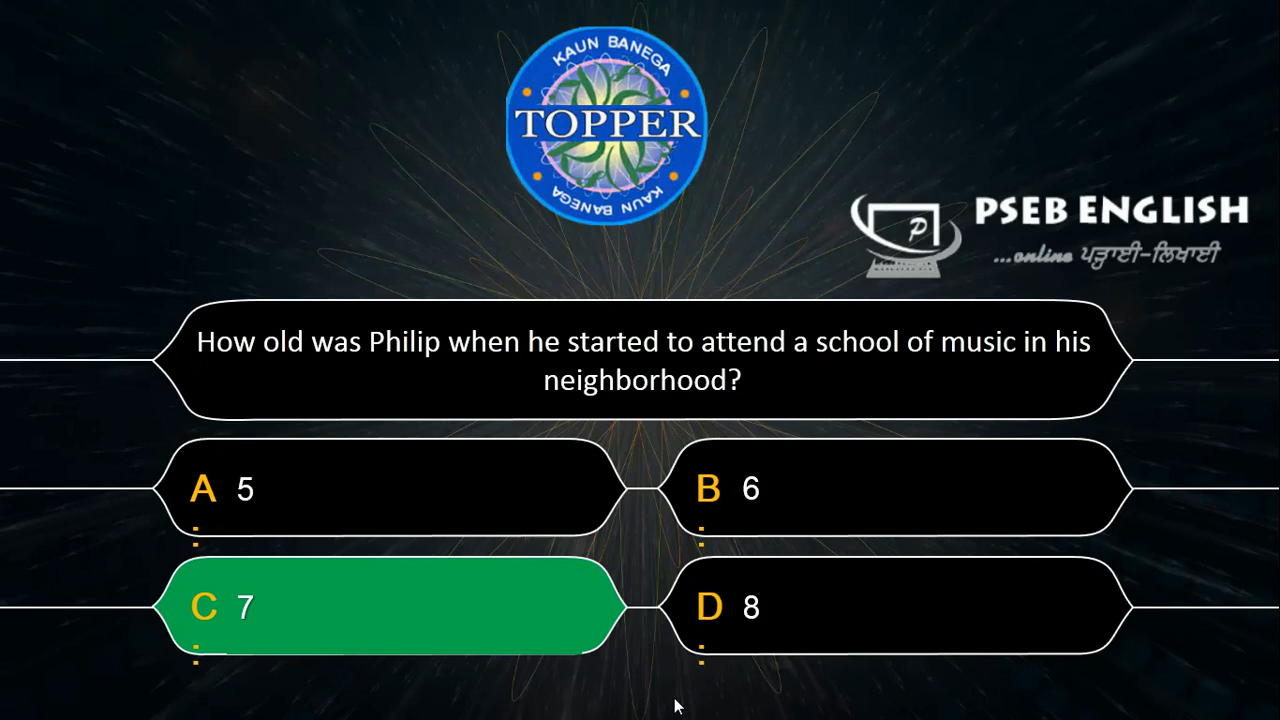 KAUN BANEGA
TOPPER
KAUN BANEGA
P
PSEB ENGLISH
...online ਪੜ੍ਹਾਈ-ਲਿਖਾਈ
How old was Philip when he started to attend a school of music in his
neighborhood?
A : 5
B : 6
C : 7
D : 8